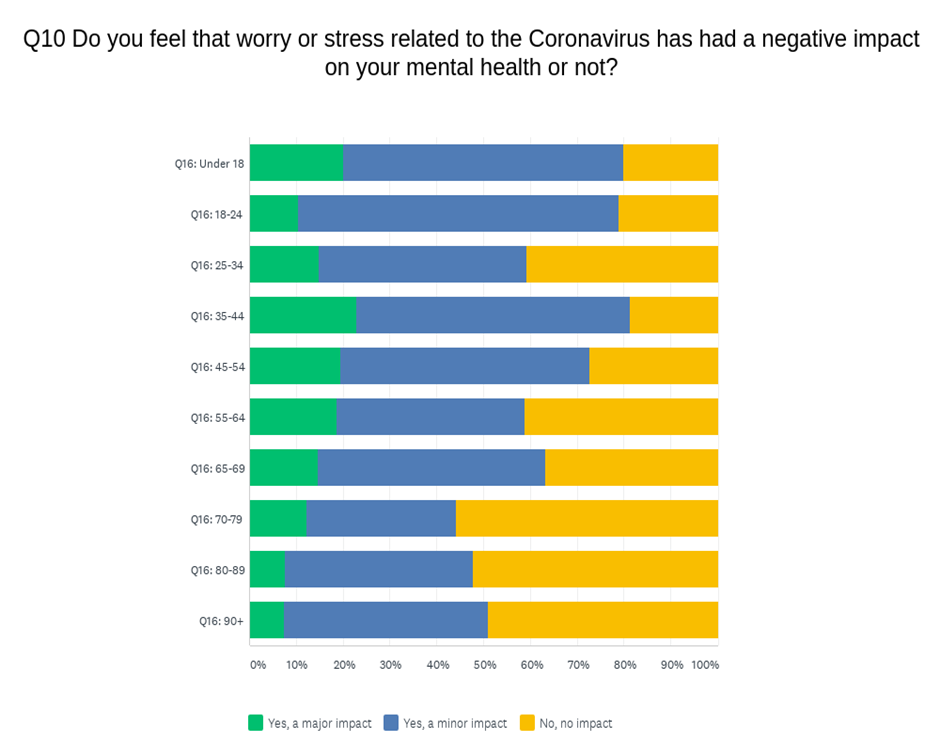 Q10 Do you feel that worry or stress related to the Coronavirus has had a negative impact
on your mental health or not?
Q16: Under 18
Q16: 18-24
Q16: 25-34
Q16: 35-44
Q16: 45-54
Q16: 55-64
Q16: 65-69
Q16: 70-79
Q16: 80-89
Q16: 90+
0% 10% 20% 30% 40% 50% 60% 70% 80% 90% 100%
Yes, a major impact Yes, a minor impact No, no impact